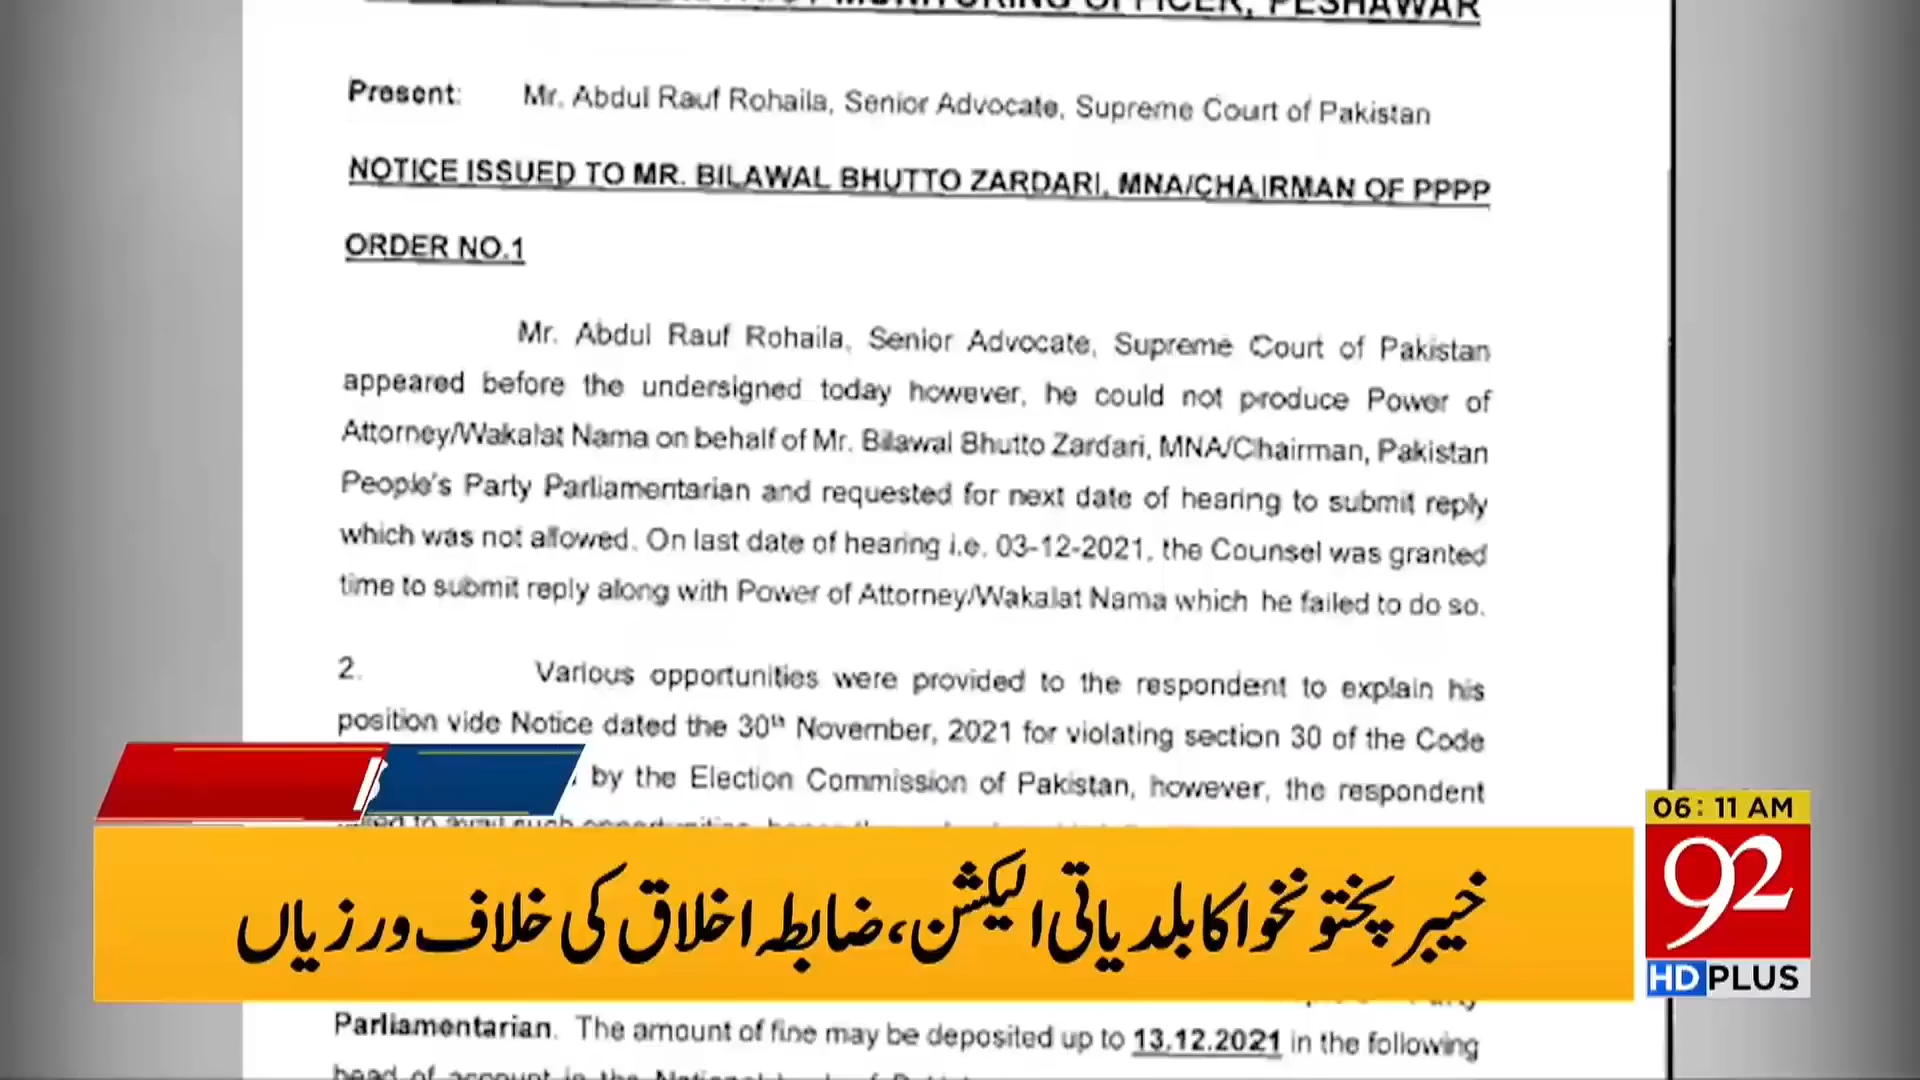 MONITORING OFFICER, PESHAWAR
Present: Mr. Abdul Rauf Rohaila, Senior Advocate, Supreme Court of Pakistan
NOTICE ISSUED TO MR. BILAWAL BHUTTO ZARDARI, MNA/CHAIRMAN OF PPPP
ORDER NO.1
Mr. Abdul Rauf Rohaila, Senior Advocate, Supreme Court of Pakistan
appeared before the undersigned today however, he could not produce Power of
Attorney/Wakalat Nama on behalf of Mr. Bilawal Bhutto Zardari, MNA/Chairman, Pakistan
People's Party Parliamentarian and requested for next date of hearing to submit reply
which was not allowed. On last date of hearing i.e. 03-12-2021, the Counsel was granted
time to submit reply along with Power of Attorney/Wakalat Nama which he failed to do so.
2. Various opportunities were provided to the respondent to explain his
position vide Notice dated the 30th November, 2021 for violating section 30 of the Code
by the Election Commission of Pakistan, however, the respondent
خیبر پختونخوا کا بلدیاتی الیکشن، ضابطہ اخلاق کی خلاف ورزیاں
06:11 AM
92
HD PLUS
Parliamentarian. The amount of fine may be deposited up to 13.12.2021 in the following